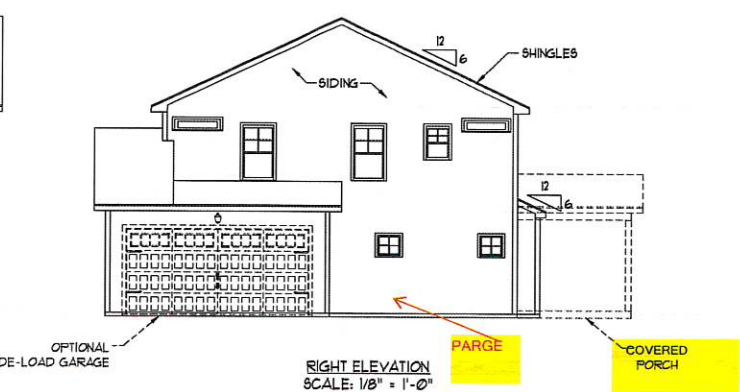 12
6
SHINGLES
SIDING
12
6
OPTIONAL
DE-LOAD GARAGE
PARGE
COVERED
PORCH
RIGHT ELEVATION
SCALE: 1/8" = 1'-0"